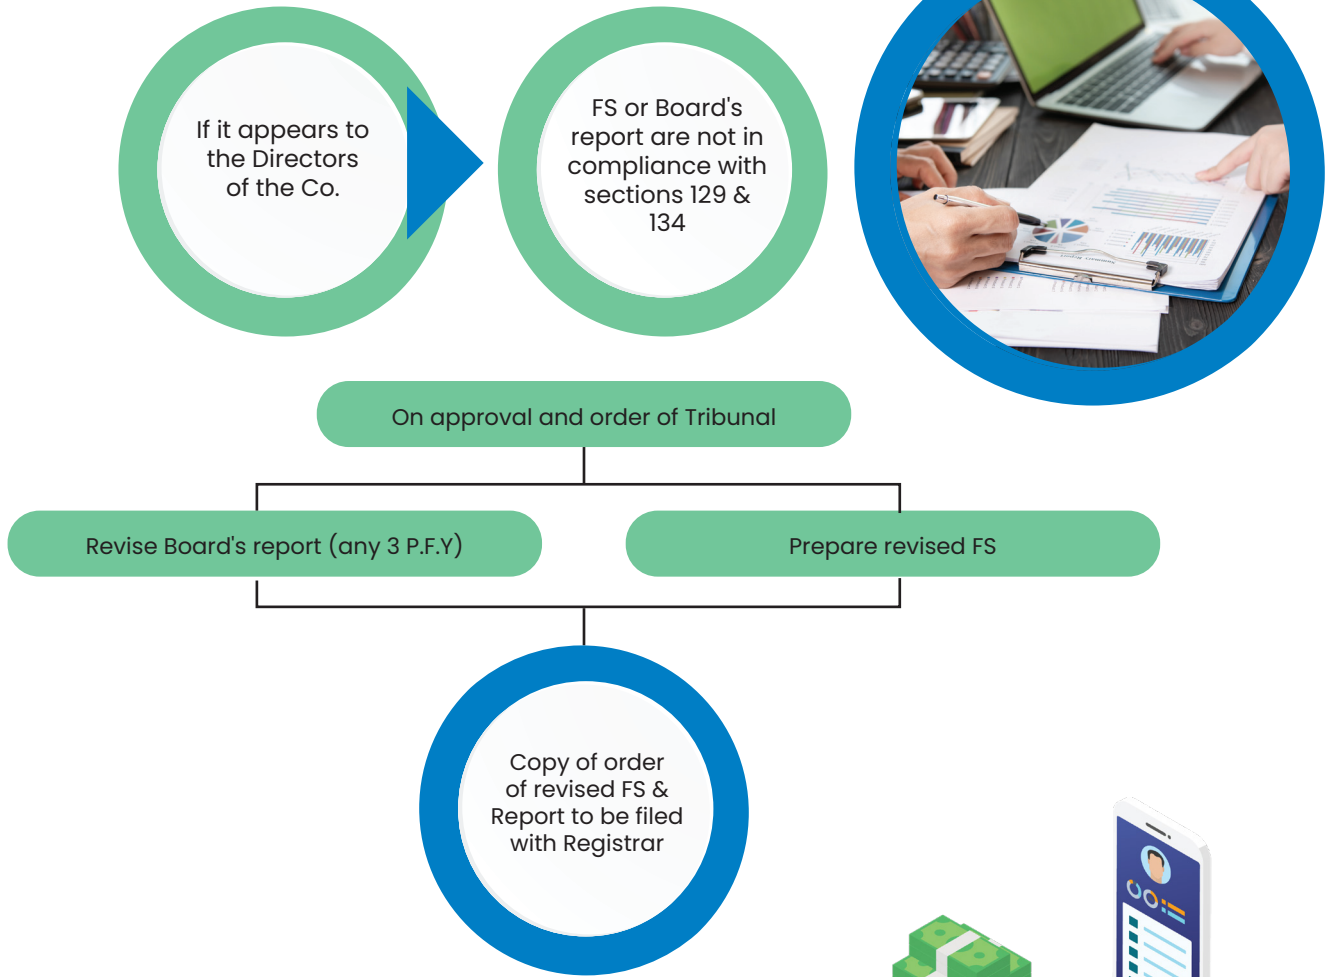 If it appears to
the Directors
of the Co.
FS or Board's
report are not in
compliance with
sections 129 &
134
On approval and order of Tribunal
Revise Board's report (any 3 P.F.Y)
Prepare revised FS
Copy of order
of revised FS &
Report to be filed
with Registrar